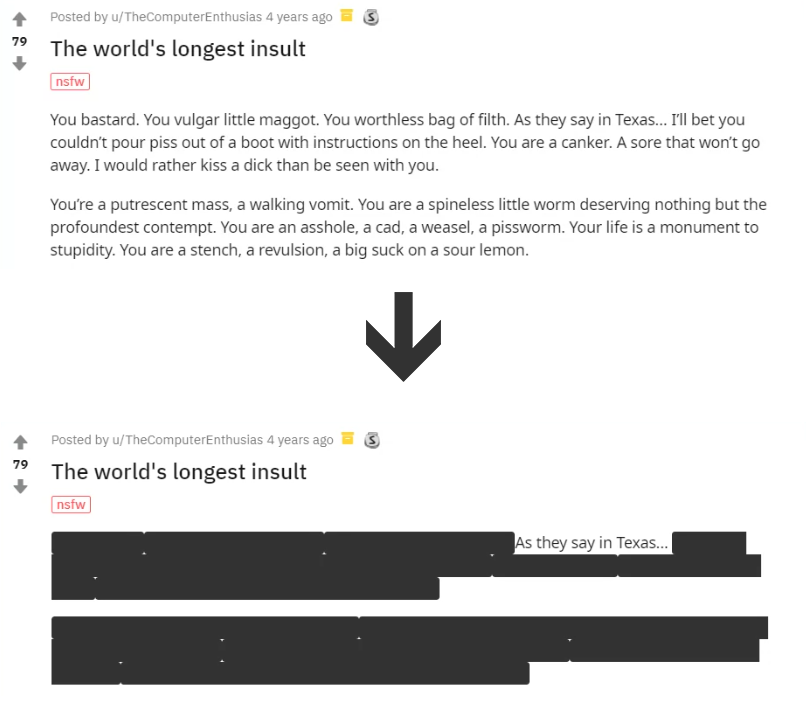 Posted by u/TheComputerEnthusias 4 years ago
79
The world's longest insult
nsfw
You bastard. You vulgar little maggot. You worthless bag of filth. As they say in Texas... I’ll bet you
couldn’t pour piss out of a boot with instructions on the heel. You are a canker. A sore that won’t go
away. I would rather kiss a dick than be seen with you.
You’re a putrescent mass, a walking vomit. You are a spineless little worm deserving nothing but the
profoundest contempt. You are an asshole, a cad, a weasel, a pissworm. Your life is a monument to
stupidity. You are a stench, a revulsion, a big suck on a sour lemon.
Posted by u/TheComputerEnthusias 4 years ago
79
The world's longest insult
nsfw
As they say in Texas...